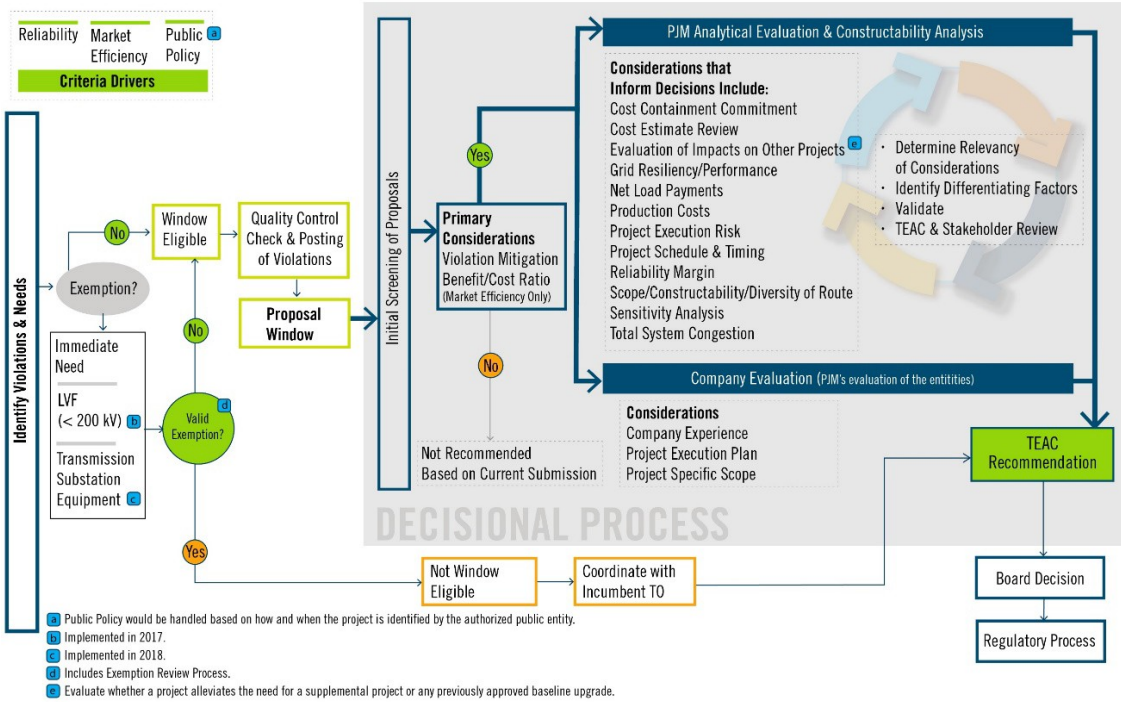 Reliability
Market
Efficiency
Public
Policy
a
Criteria Drivers
Identify Violations & Needs
No
Exemption?
Immediate
Need
LVF
(< 200 kV)
b
Transmission
Substation
Equipment
c
Window
Eligible
No
Valid
Exemption?
d
Yes
Quality Control
Check & Posting
of Violations
Proposal
Window
Initial Screening of Proposals
Yes
Primary
Considerations
Violation Mitigation
Benefit/Cost Ratio
(Market Efficiency Only)
No
Not Recommended
Based on Current Submission
PJM Analytical Evaluation & Constructability Analysis
Considerations that
Inform Decisions Include:
Cost Containment Commitment
Cost Estimate Review
Evaluation of Impacts on Other Projects
e
Grid Resiliency/Performance
Net Load Payments
Production Costs
Project Execution Risk
Project Schedule & Timing
Reliability Margin
Scope/Constructability/Diversity of Route
Sensitivity Analysis
Total System Congestion
• Determine Relevancy
of Considerations
• Identify Differentiating Factors
• Validate
• TEAC & Stakeholder Review
Company Evaluation (PJM's evaluation of the entitities)
Considerations
Company Experience
Project Execution Plan
Project Specific Scope
DECISIONAL PROCESS
TEAC
Recommendation
Not Window
Eligible
Coordinate with
Incumbent TO
Board Decision
Regulatory Process
a Public Policy would be handled based on how and when the project is identified by the authorized public entity.
b Implemented in 2017.
c Implemented in 2018.
d Includes Exemption Review Process.
e Evaluate whether a project alleviates the need for a supplemental project or any previously approved baseline upgrade.